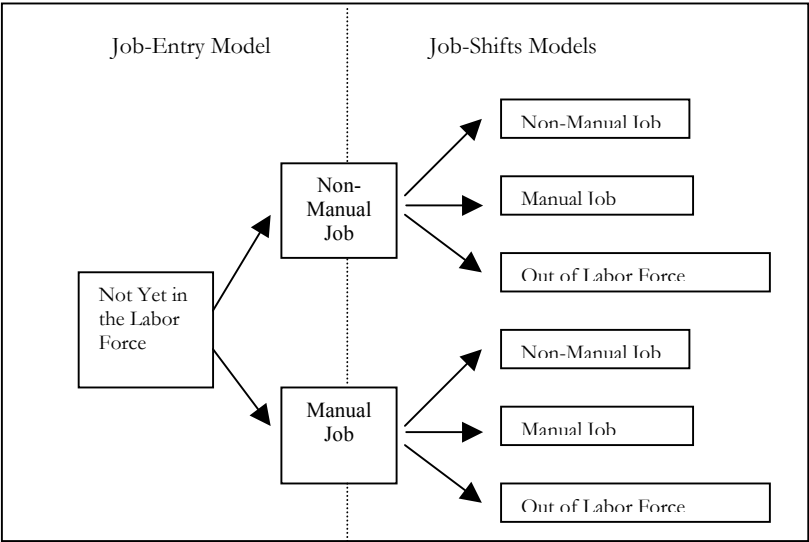 Job-Entry Model
Job-Shifts Models
Non-Manual Job
Non-
Manual
Job
Manual Job
Out of Labor Force
Not Yet in
the Labor
Force
Non-Manual Job
Manual
Job
Manual Job
Out of Labor Force